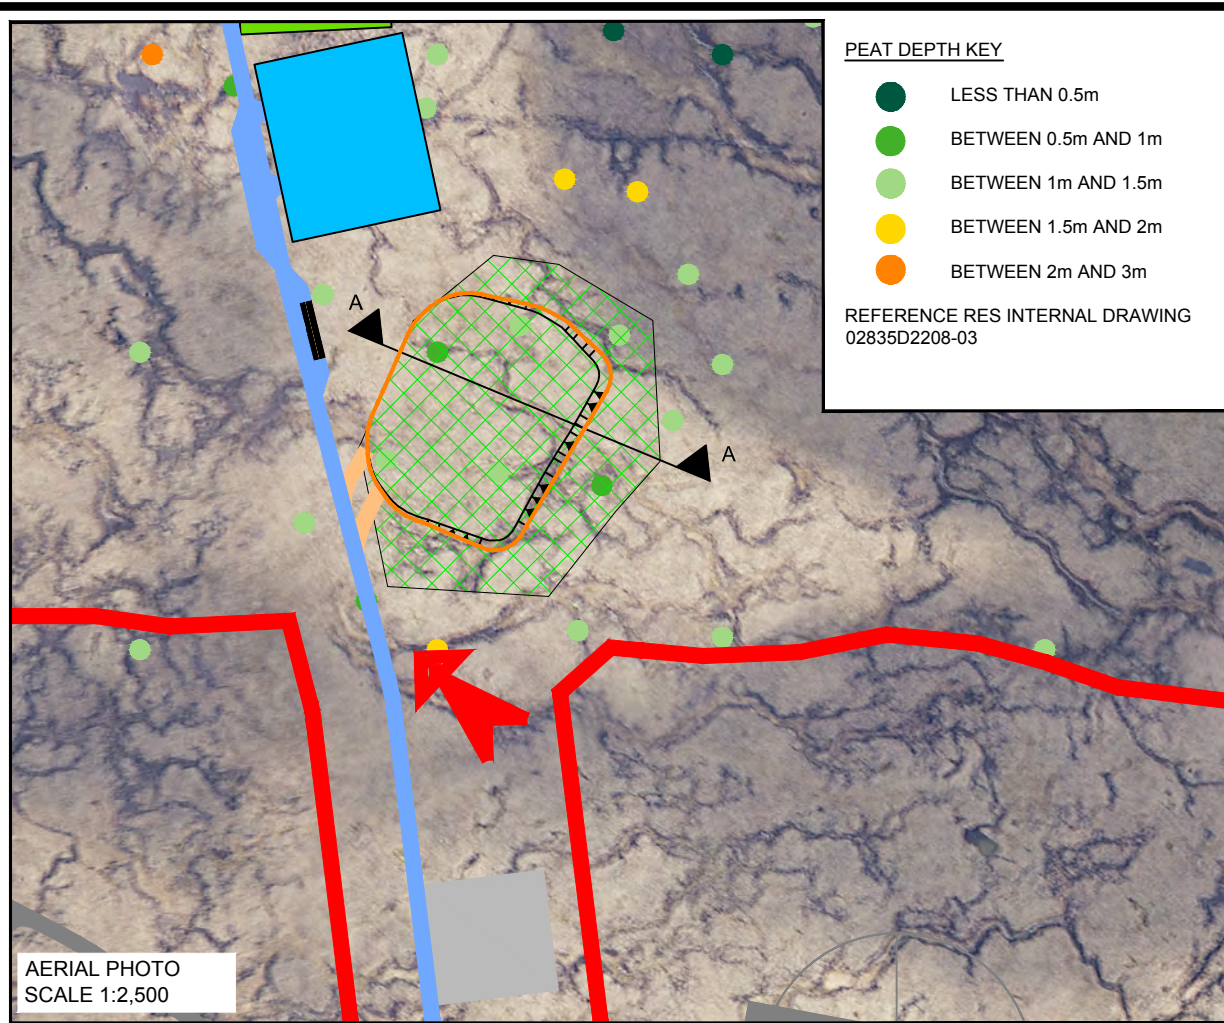 PEAT DEPTH KEY
LESS THAN 0.5m
BETWEEN 0.5m AND 1m
BETWEEN 1m AND 1.5m
BETWEEN 1.5m AND 2m
BETWEEN 2m AND 3m
REFERENCE RES INTERNAL DRAWING
02835D2208-03
A
A
AERIAL PHOTO
SCALE 1:2,500